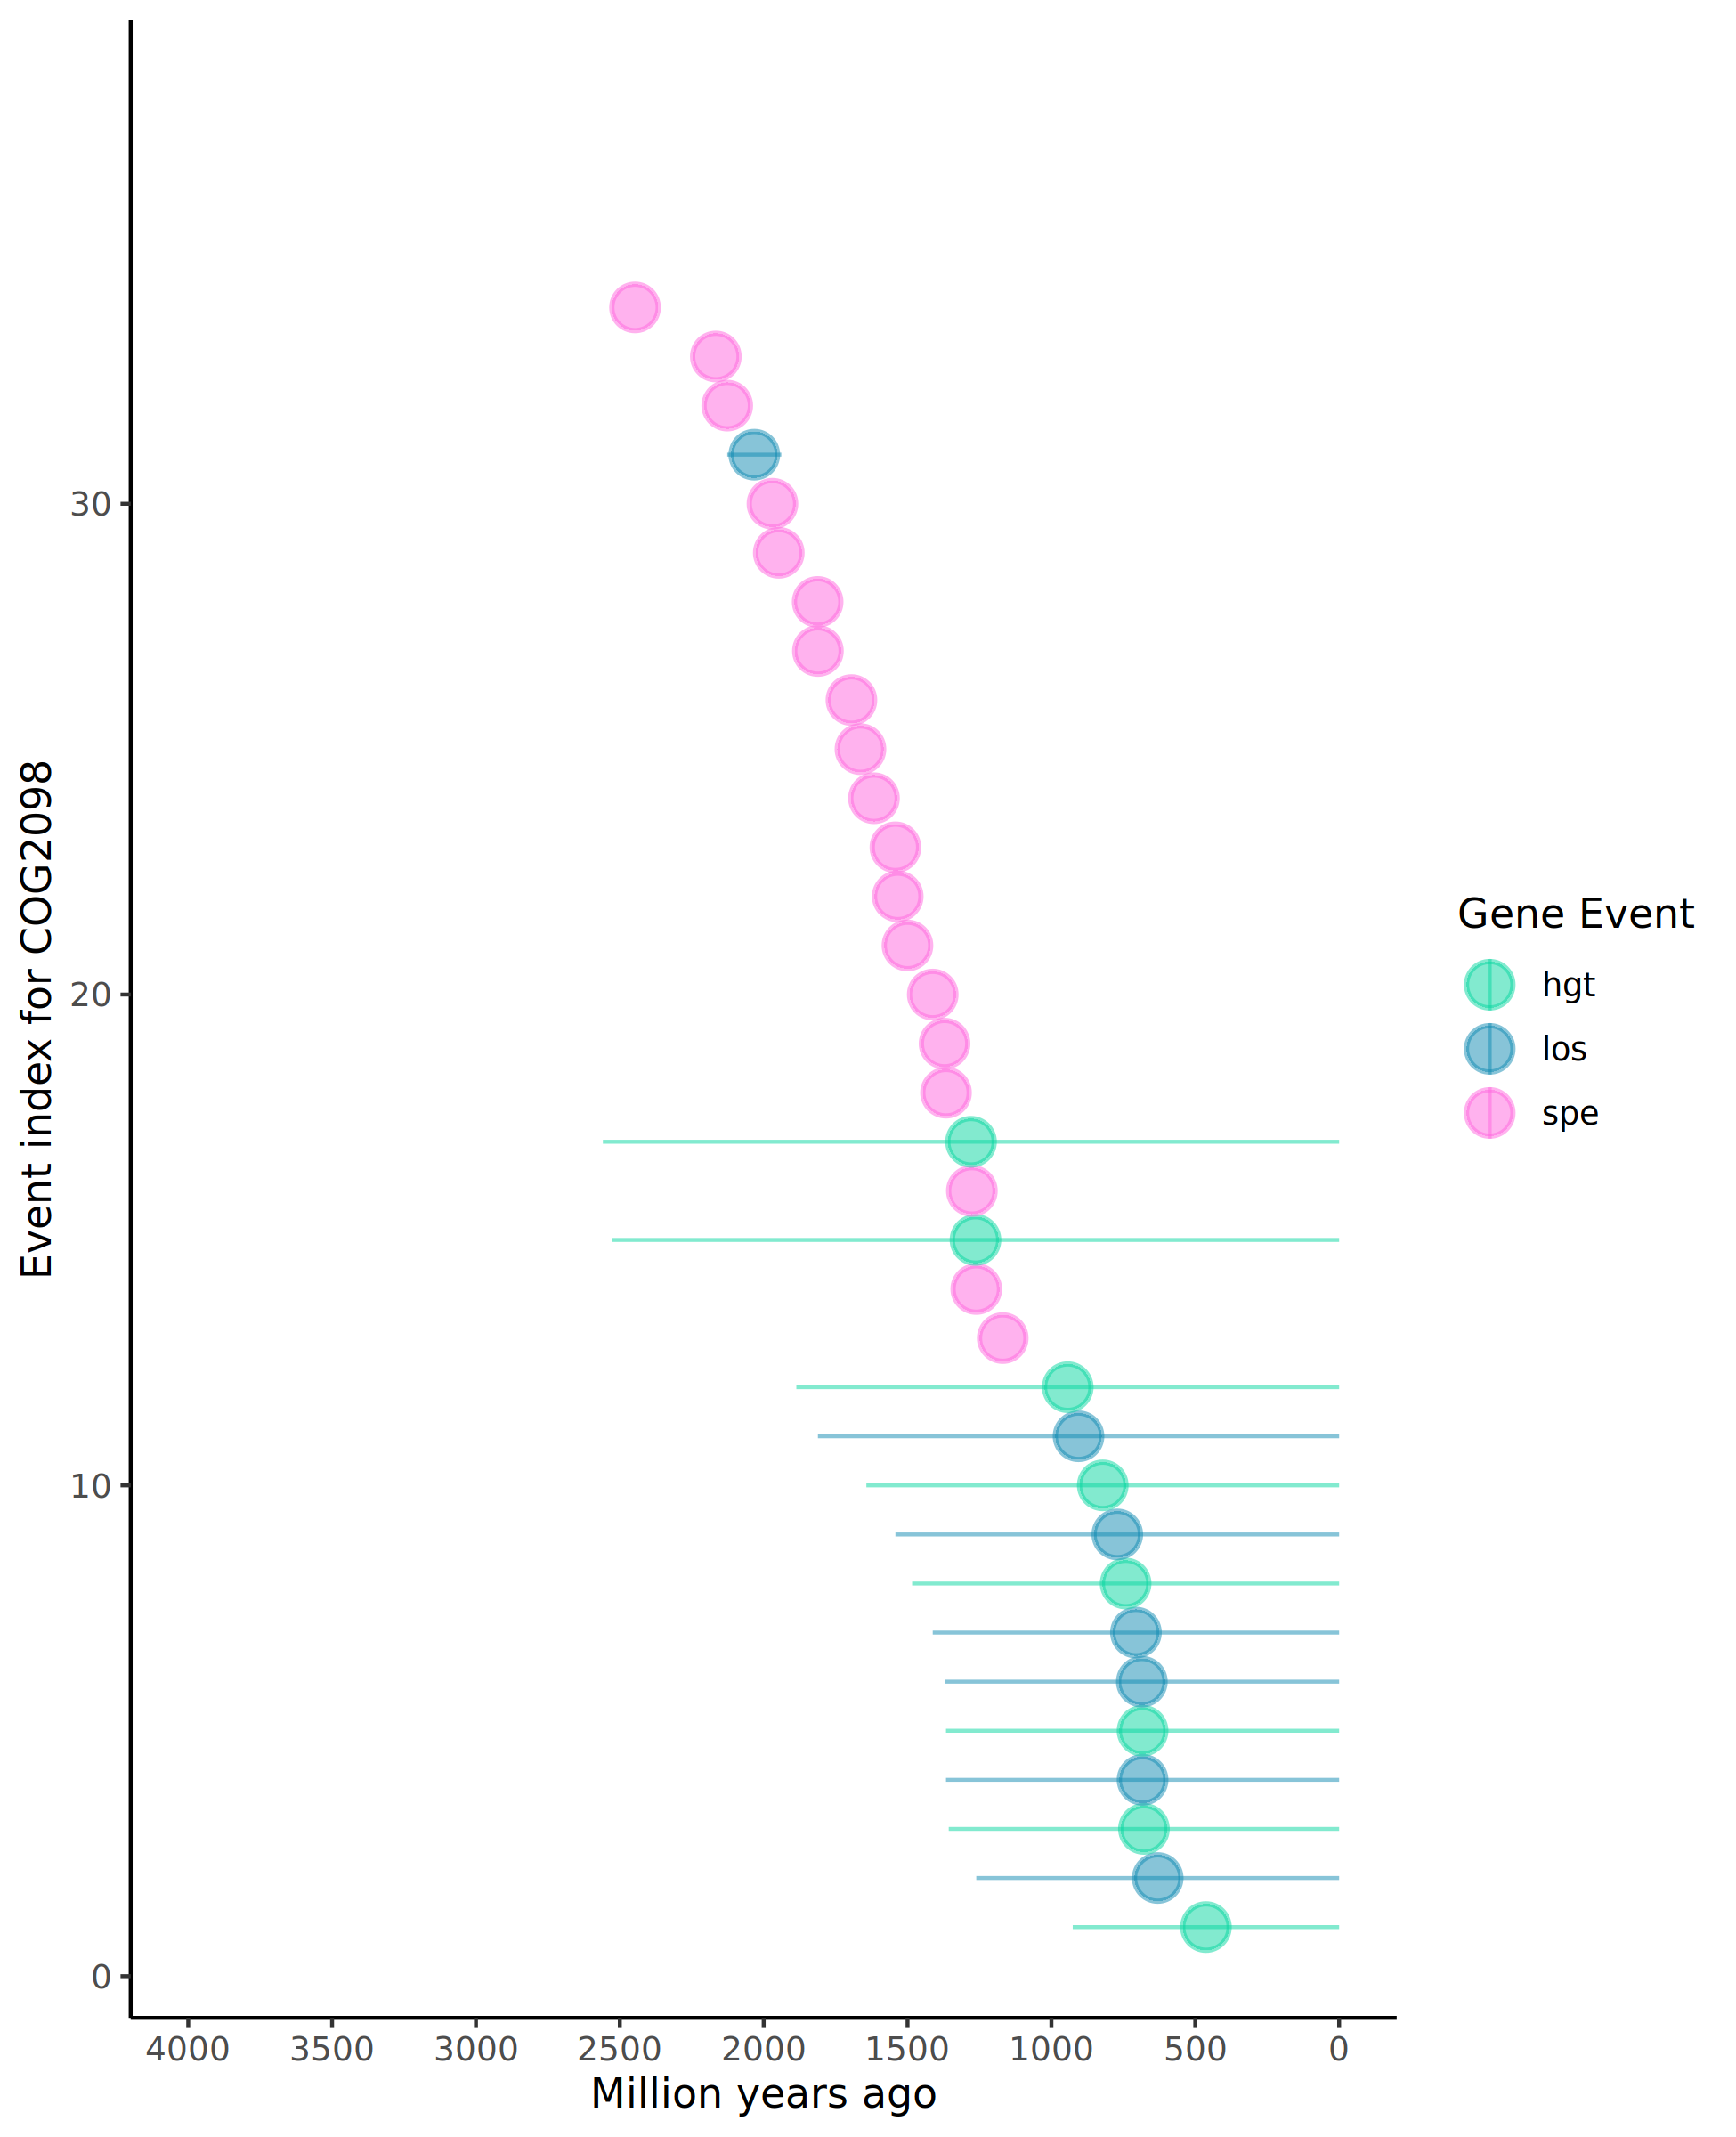 Event index for COG2098
30
20
10
0
4000 3500 3000 2500 2000 1500 1000 500 0
Million years ago
Gene Event
hgt
los
spe